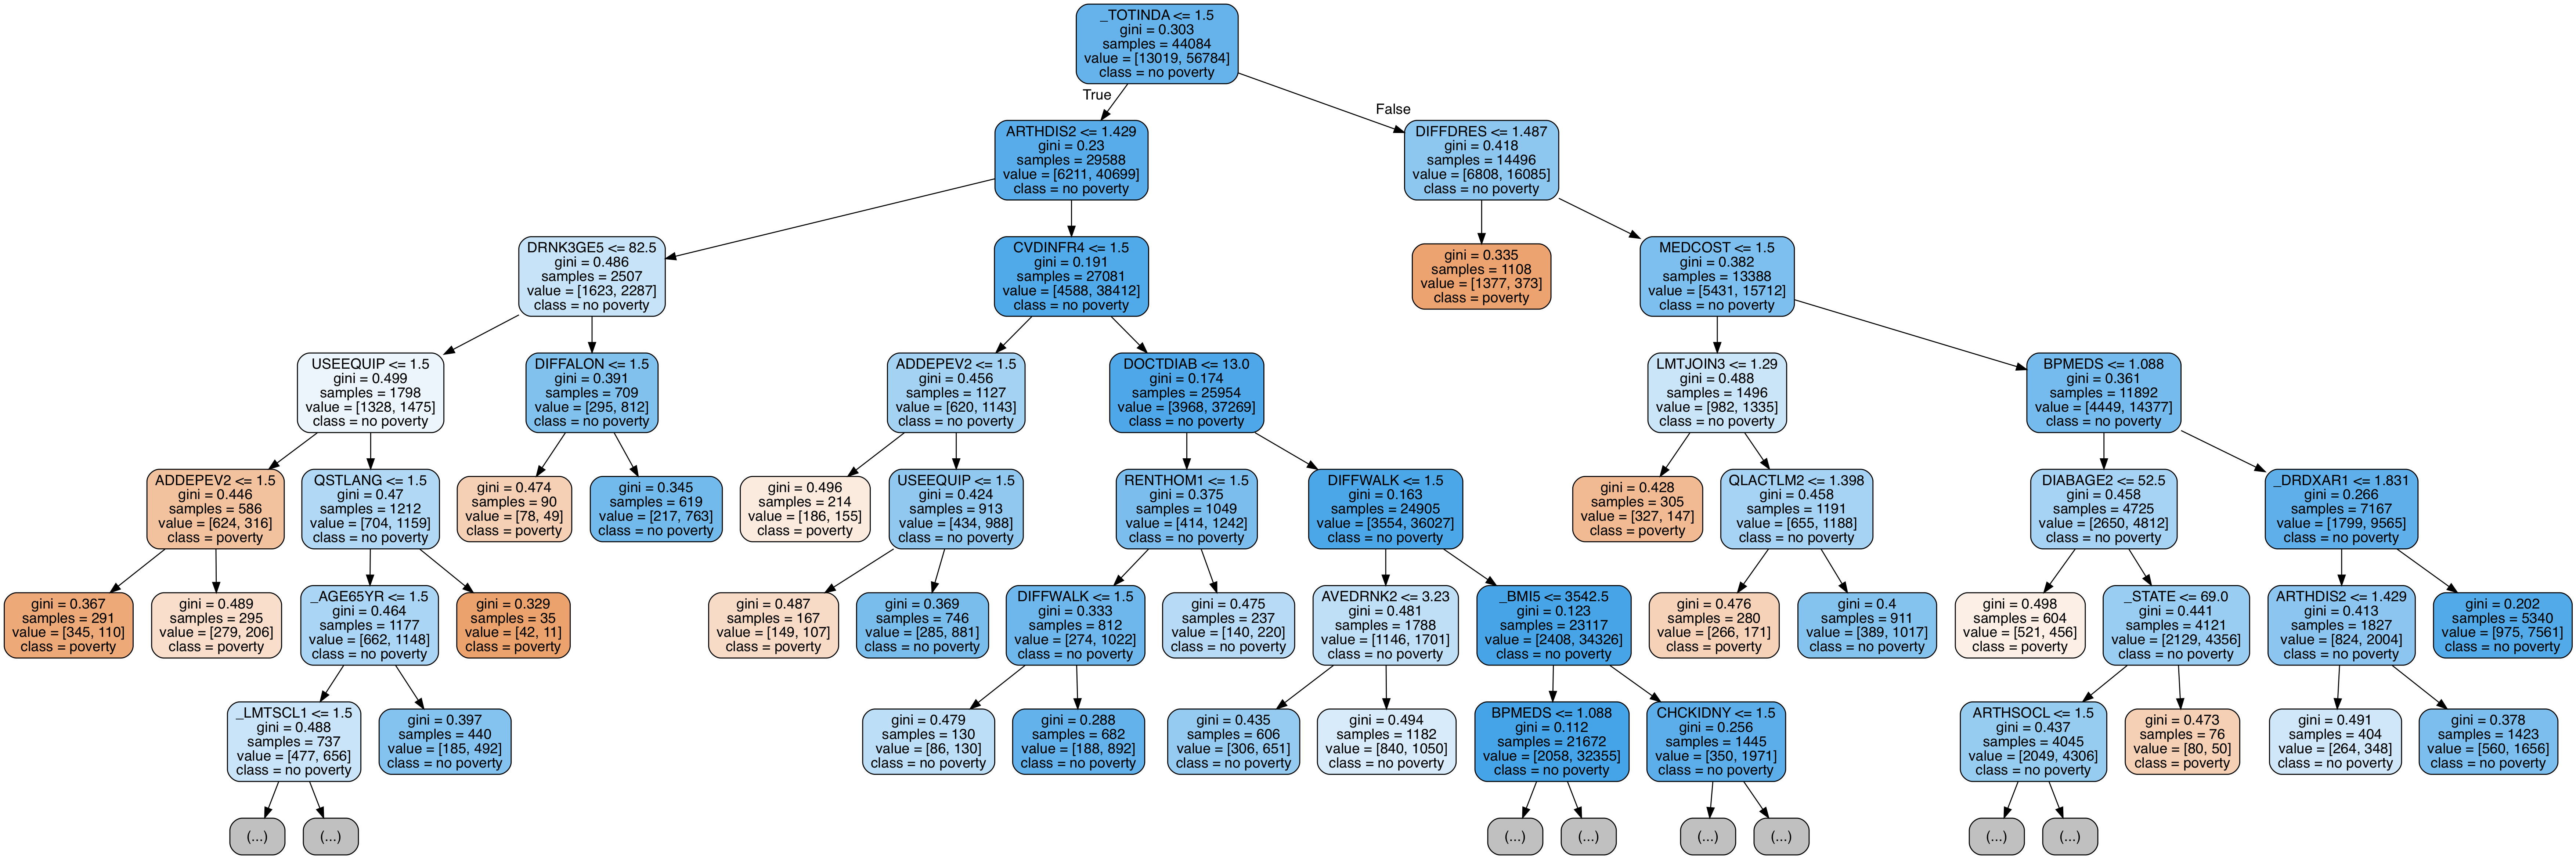 _TOTINDA <= 1.5
gini = 0.303
samples = 44084
value = [13019, 56784]
class = no poverty
True
False
ARTHDIS2 <= 1.429
gini = 0.23
samples = 29588
value = [6211, 40699]
class = no poverty
DIFFDRES <= 1.487
gini = 0.418
samples = 14496
value = [6808, 16085]
class = no poverty
DRNK3GE5 <= 82.5
gini = 0.486
samples = 2507
value = [1623, 2287]
class = no poverty
CVDINFR4 <= 1.5
gini = 0.191
samples = 27081
value = [4588, 38412]
class = no poverty
gini = 0.335
samples = 1108
value = [1377, 373]
class = poverty
MEDCOST <= 1.5
gini = 0.382
samples = 13388
value = [5431, 15712]
class = no poverty
USEEQUIP <= 1.5
gini = 0.499
samples = 1798
value = [1328, 1475]
class = no poverty
DIFFALON <= 1.5
gini = 0.391
samples = 709
value = [295, 812]
class = no poverty
ADDEPEV2 <= 1.5
gini = 0.456
samples = 1127
value = [620, 1143]
class = no poverty
DOCTDIAB <= 13.0
gini = 0.174
samples = 25954
value = [3968, 37269]
class = no poverty
LMTJOIN3 <= 1.29
gini = 0.488
samples = 1496
value = [982, 1335]
class = no poverty
BPMEDS <= 1.088
gini = 0.361
samples = 11892
value = [4449, 14377]
class = no poverty
ADDEPEV2 <= 1.5
gini = 0.446
samples = 586
value = [624, 316]
class = poverty
QSTLANG <= 1.5
gini = 0.47
samples = 1212
value = [704, 1159]
class = no poverty
gini = 0.474
samples = 90
value = [78, 49]
class = poverty
gini = 0.345
samples = 619
value = [217, 763]
class = no poverty
gini = 0.496
samples = 214
value = [186, 155]
class = poverty
USEEQUIP <= 1.5
gini = 0.424
samples = 913
value = [434, 988]
class = no poverty
RENTHOM1 <= 1.5
gini = 0.375
samples = 1049
value = [414, 1242]
class = no poverty
DIFFWALK <= 1.5
gini = 0.163
samples = 24905
value = [3554, 36027]
class = no poverty
gini = 0.428
samples = 305
value = [327, 147]
class = poverty
QLACTLM2 <= 1.398
gini = 0.458
samples = 1191
value = [655, 1188]
class = no poverty
DIABAGE2 <= 52.5
gini = 0.458
samples = 4725
value = [2650, 4812]
class = no poverty
_DRDXAR1 <= 1.831
gini = 0.266
samples = 7167
value = [1799, 9565]
class = no poverty
gini = 0.367
samples = 291
value = [345, 110]
class = poverty
gini = 0.489
samples = 295
value = [279, 206]
class = poverty
_AGE65YR <= 1.5
gini = 0.464
samples = 1177
value = [662, 1148]
class = no poverty
gini = 0.329
samples = 35
value = [42, 11]
class = poverty
gini = 0.487
samples = 167
value = [149, 107]
class = poverty
gini = 0.369
samples = 746
value = [285, 881]
class = no poverty
DIFFWALK <= 1.5
gini = 0.333
samples = 812
value = [274, 1022]
class = no poverty
gini = 0.475
samples = 237
value = [140, 220]
class = no poverty
AVEDRNK2 <= 3.23
gini = 0.481
samples = 1788
value = [1146, 1701]
class = no poverty
_BMI5 <= 3542.5
gini = 0.123
samples = 23117
value = [2408, 34326]
class = no poverty
gini = 0.476
samples = 280
value = [266, 171]
class = poverty
gini = 0.4
samples = 911
value = [389, 1017]
class = no poverty
gini = 0.498
samples = 604
value = [521, 456]
class = poverty
_STATE <= 69.0
gini = 0.441
samples = 4121
value = [2129, 4356]
class = no poverty
ARTHDIS2 <= 1.429
gini = 0.413
samples = 1827
value = [824, 2004]
class = no poverty
gini = 0.202
samples = 5340
value = [975, 7561]
class = no poverty
_LMTSCL1 <= 1.5
gini = 0.488
samples = 737
value = [477, 656]
class = no poverty
gini = 0.397
samples = 440
value = [185, 492]
class = no poverty
gini = 0.479
samples = 130
value = [86, 130]
class = no poverty
gini = 0.288
samples = 682
value = [188, 892]
class = no poverty
gini = 0.435
samples = 606
value = [306, 651]
class = no poverty
gini = 0.494
samples = 1182
value = [840, 1050]
class = no poverty
BPMEDS <= 1.088
gini = 0.112
samples = 21672
value = [2058, 32355]
class = no poverty
CHCKIDNY <= 1.5
gini = 0.256
samples = 1445
value = [350, 1971]
class = no poverty
ARTHSOCL <= 1.5
gini = 0.437
samples = 4045
value = [2049, 4306]
class = no poverty
gini = 0.473
samples = 76
value = [80, 50]
class = poverty
gini = 0.491
samples = 404
value = [264, 348]
class = no poverty
gini = 0.378
samples = 1423
value = [560, 1656]
class = no poverty
(...)
(...)
(...)
(...)
(...)
(...)
(...)
(...)